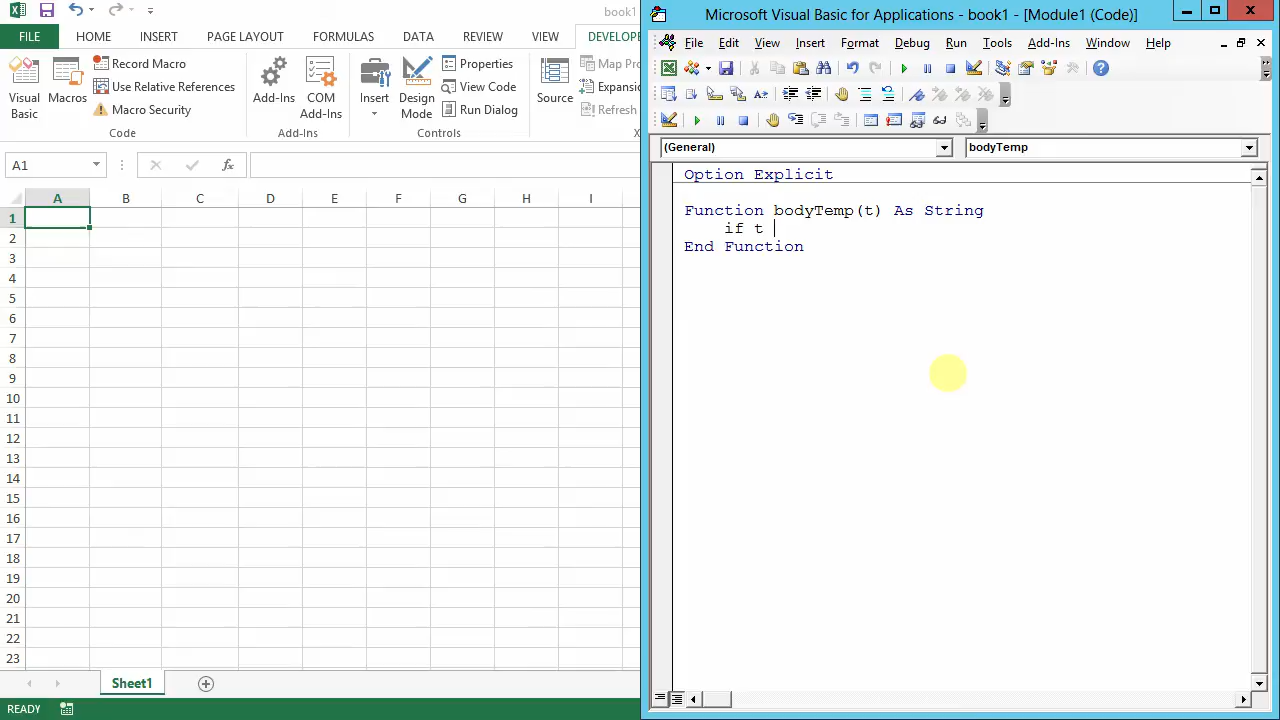 book1
FILE HOME INSERT PAGE LAYOUT FORMULAS DATA REVIEW VIEW DEVELOPE
Visual Basic
Macros
Record Macro
Use Relative References
Macro Security
Code
Add-Ins
COM Add-Ins
Add-Ins
Insert
Design Mode
Properties
View Code
Run Dialog
Controls
Source
Map Pro
Expansio
Refresh
X
A1
fx
A B C D E F G H I
1
2
3
4
5
6
7
8
9
10
11
12
13
14
15
16
17
18
19
20
21
22
23
Sheet1
READY
Microsoft Visual Basic for Applications - book1 - [Module1 (Code)]
File Edit View Insert Format Debug Run Tools Add-Ins Window Help
(General) bodyTemp
Option Explicit
Function bodyTemp(t) As String
if t
End Function